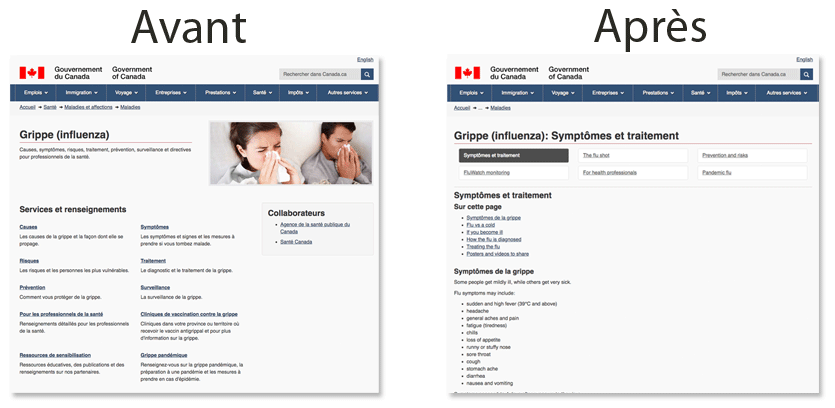 Avant
English
Gouvernement
du Canada
Government
of Canada
Rechercher dans Canada.ca
Emplois
Immigration
Voyage
Entreprises
Prestations
Santé
Impôts
Autres services
Accueil → Santé → Maladies et affections → Maladies
Grippe (influenza)
Causes, symptômes, risques, traitement, prévention, surveillance et directives
pour professionnels de la santé.
Services et renseignements
Causes
Les causes de la grippe et la façon dont elle se
propage.
Symptômes
Les symptômes et signes et les mesures à
prendre si vous tombez malade.
Risques
Les risques et les personnes les plus vulnérables.
Traitement
Le diagnostic et le traitement de la grippe.
Prévention
Comment vous protéger de la grippe.
Surveillance
La surveillance de la grippe.
Pour les professionnels de la santé
Renseignements détaillés pour les professionnels
de la santé.
Cliniques de vaccination contre la grippe
Cliniques dans votre province ou territoire où
recevoir le vaccin antigrippal et pour plus
d'information sur la grippe.
Ressources de sensibilisation
Ressources éducatives, des publications et des
renseignements sur nos partenaires.
Grippe pandémique
Renseignez-vous sur la grippe pandémique, la
préparation à une pandémie et les mesures à
prendre en cas d'épidémie.
Collaborateurs
Agence de la santé publique du
Canada
Santé Canada
Après
English
Gouvernement
du Canada
Government
of Canada
Rechercher dans Canada.ca
Emplois
Immigration
Voyage
Entreprises
Prestations
Santé
Impôts
Autres services
Accueil → ... → Maladies
Grippe (influenza): Symptômes et traitement
Symptômes et traitement
The flu shot
Prevention and risks
FluWatch monitoring
For health professionals
Pandemic flu
Symptômes et traitement
Sur cette page
Symptômes de la grippe
Flu vs a cold
If you become ill
How the flu is diagnosed
Treating the flu
Posters and videos to share
Symptômes de la grippe
Some people get mildly ill, while others get very sick.
Flu symptoms may include:
sudden and high fever (39°C and above)
headache
general aches and pain
fatigue (tiredness)
chills
loss of appetite
runny or stuffy nose
sore throat
cough
stomach ache
diarrhea
nausea and vomiting